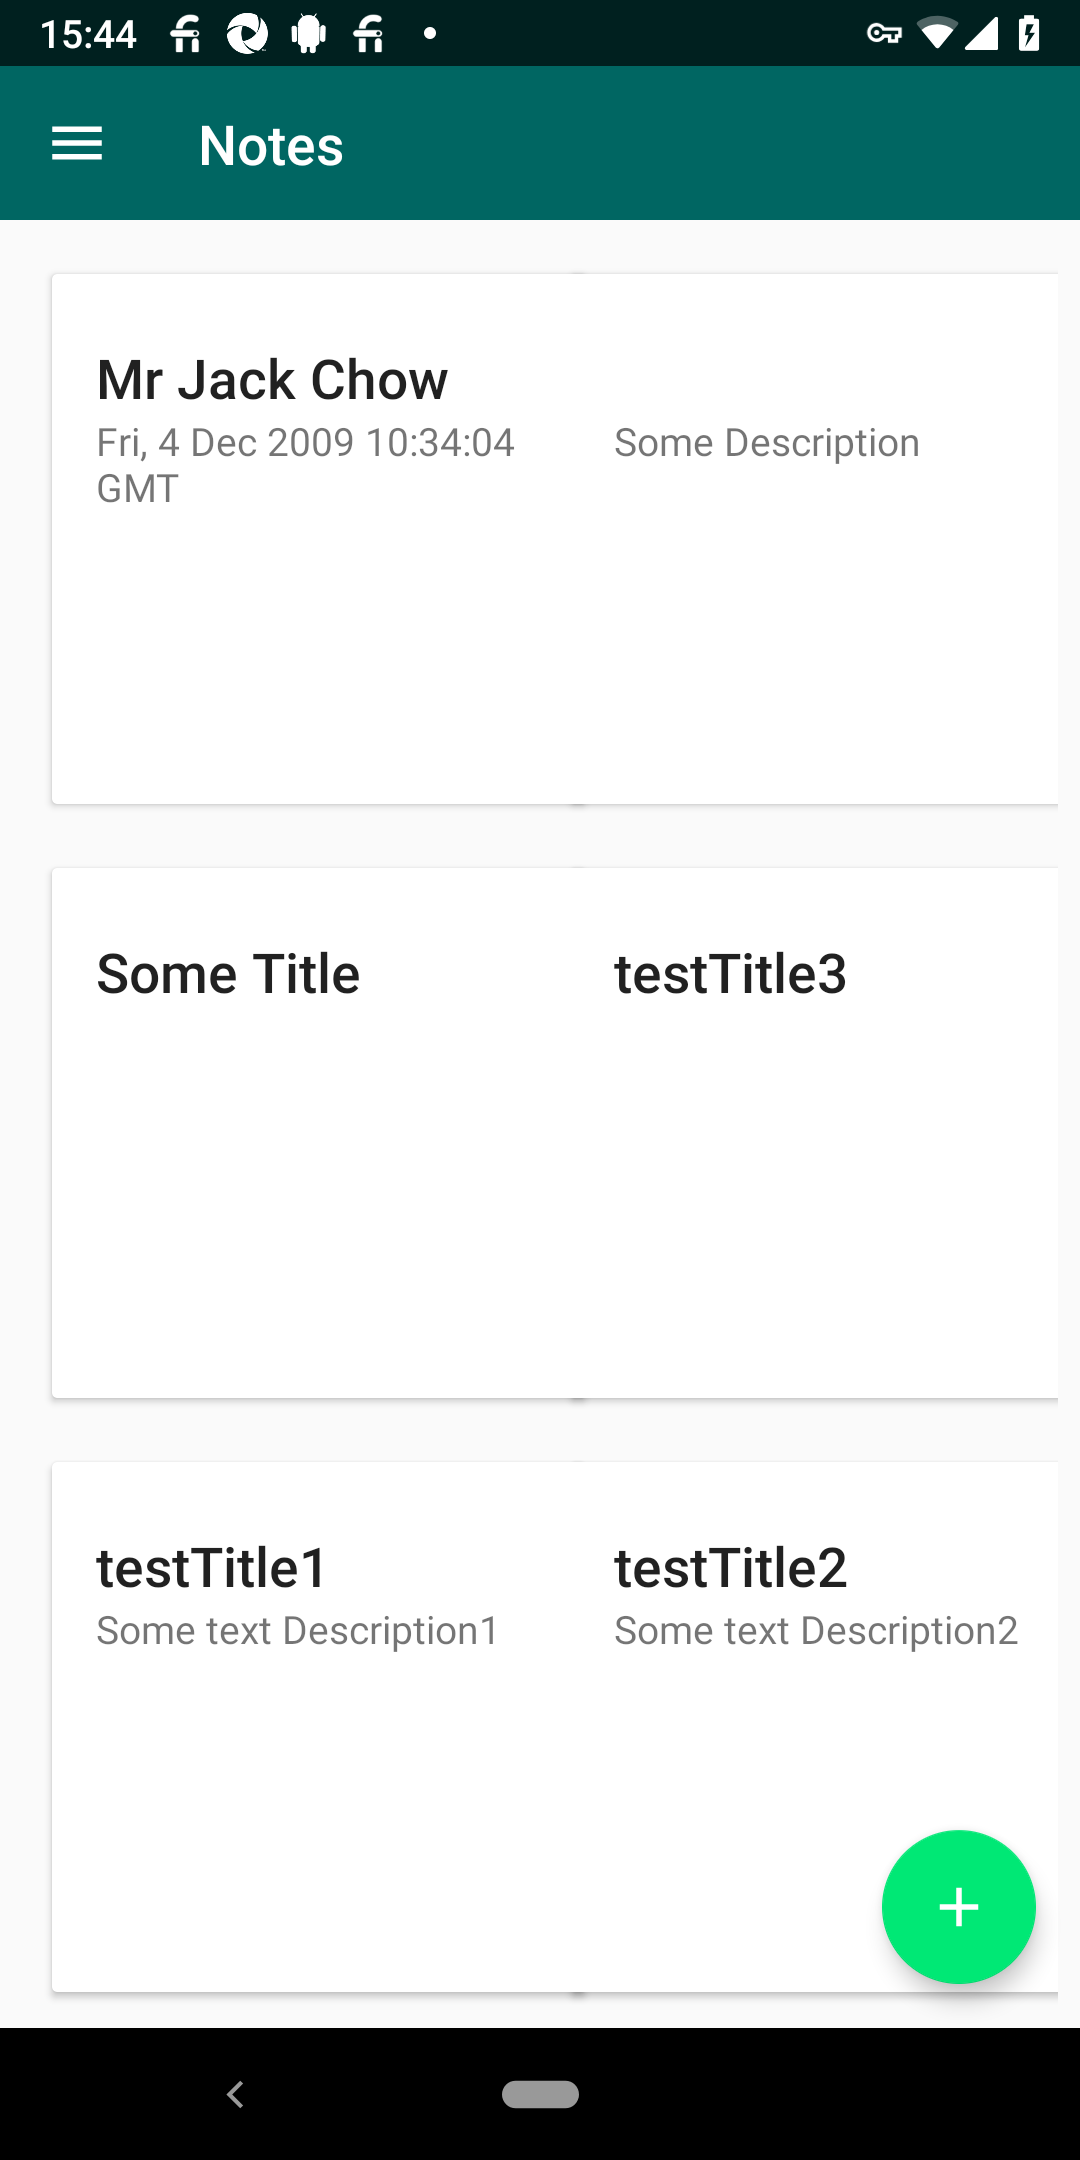 15:44
Notes
Mr Jack Chow
Fri, 4 Dec 2009 10:34:04
GMT
Some Description
Some Title
testTitle3
testTitle1
Some text Description1
testTitle2
Some text Description2